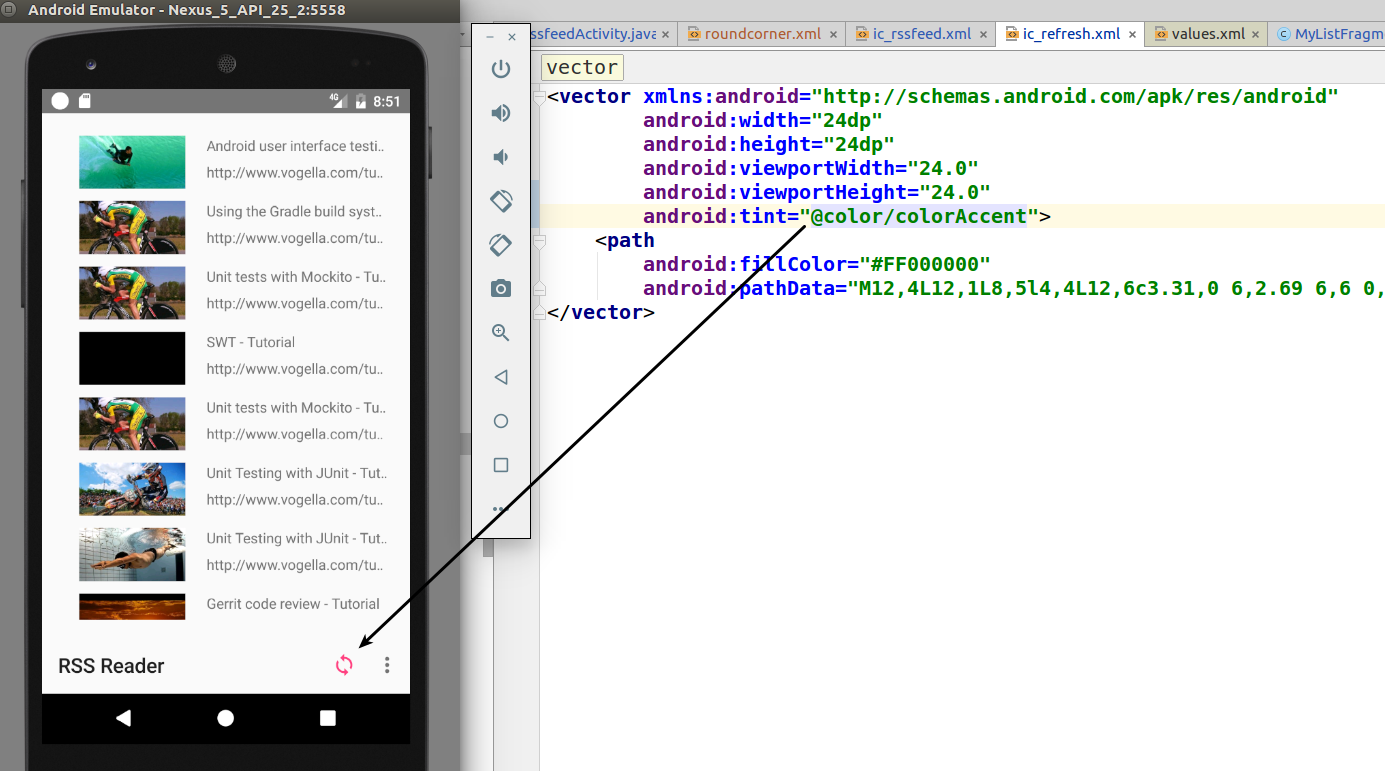 Android Emulator - Nexus_5_API_25_2:5558
4G 8:51
Android user interface testi..
http://www.vogella.com/tu..
Using the Gradle build syst..
http://www.vogella.com/tu..
Unit tests with Mockito - Tu..
http://www.vogella.com/tu..
SWT - Tutorial
http://www.vogella.com/tu..
Unit tests with Mockito - Tu..
http://www.vogella.com/tu..
Unit Testing with JUnit - Tut..
http://www.vogella.com/tu..
Unit Testing with JUnit - Tut..
http://www.vogella.com/tu..
Gerrit code review - Tutorial
RSS Reader
ssfeedActivity.java roundcorner.xml ic_rssfeed.xml ic_refresh.xml values.xml MyListFragm
vector
<vector xmlns:android="http://schemas.android.com/apk/res/android"
android:width="24dp"
android:height="24dp"
android:viewportWidth="24.0"
android:viewportHeight="24.0"
android:tint="@color/colorAccent">
<path
android:fillColor="#FF000000"
android:pathData="M12,4L12,1L8,5l4,4L12,6c3.31,0 6,2.69 6,6 0,
</vector>